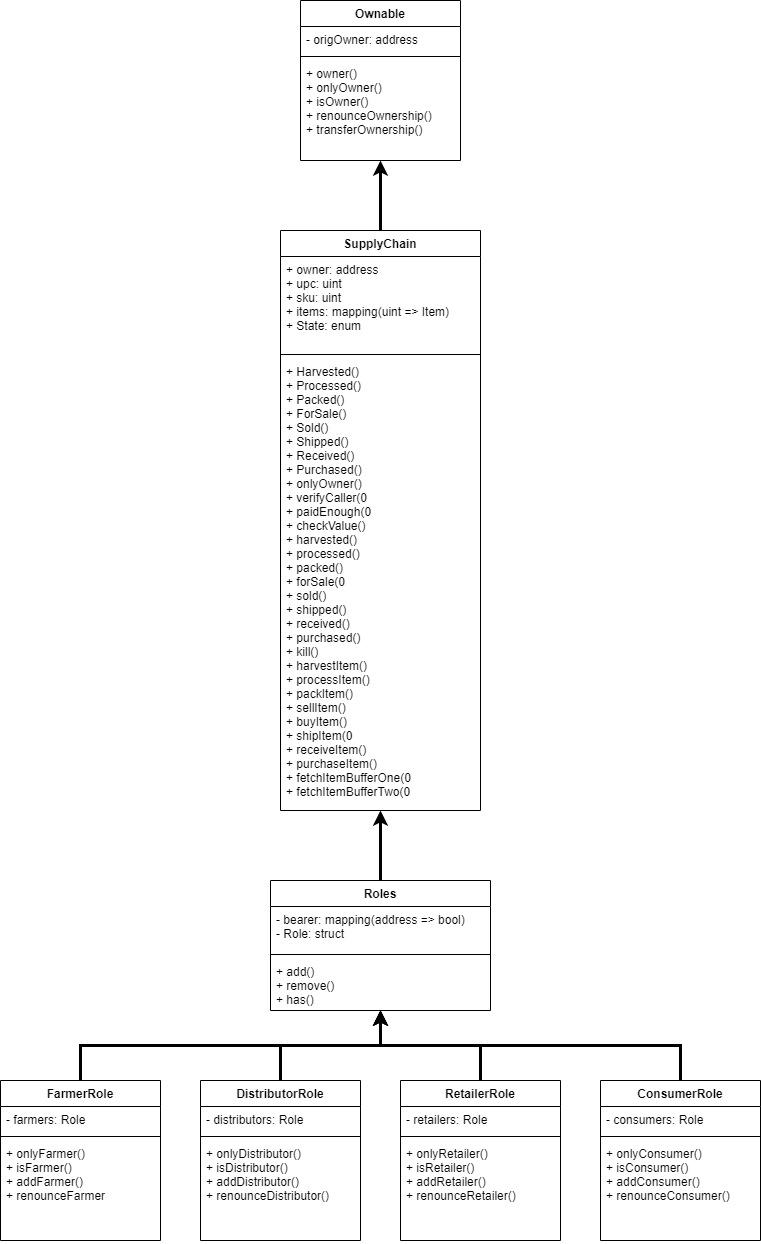 Ownable
- origOwner: address
+ owner()
+ onlyOwner()
+ isOwner()
+ renounceOwnership()
+ transferOwnership()
SupplyChain
+ owner: address
+ upc: uint
+ sku: uint
+ items: mapping(uint => Item)
+ State: enum
+ Harvested()
+ Processed()
+ Packed()
+ ForSale()
+ Sold()
+ Shipped()
+ Received()
+ Purchased()
+ onlyOwner()
+ verifyCaller(0
+ paidEnough(0
+ checkValue()
+ harvested()
+ processed()
+ packed()
+ forSale(0
+ sold()
+ shipped()
+ received()
+ purchased()
+ kill()
+ harvestItem()
+ processItem()
+ packItem()
+ sellItem()
+ buyItem()
+ shipItem(0
+ receiveItem()
+ purchaseItem()
+ fetchItemBufferOne(0
+ fetchItemBufferTwo(0
Roles
- bearer: mapping(address => bool)
- Role: struct
+ add()
+ remove()
+ has()
FarmerRole
- farmers: Role
+ onlyFarmer()
+ isFarmer()
+ addFarmer()
+ renounceFarmer
DistributorRole
- distributors: Role
+ onlyDistributor()
+ isDistributor()
+ addDistributor()
+ renounceDistributor()
RetailerRole
- retailers: Role
+ onlyRetailer()
+ isRetailer()
+ addRetailer()
+ renounceRetailer()
ConsumerRole
- consumers: Role
+ onlyConsumer()
+ isConsumer()
+ addConsumer()
+ renounceConsumer()